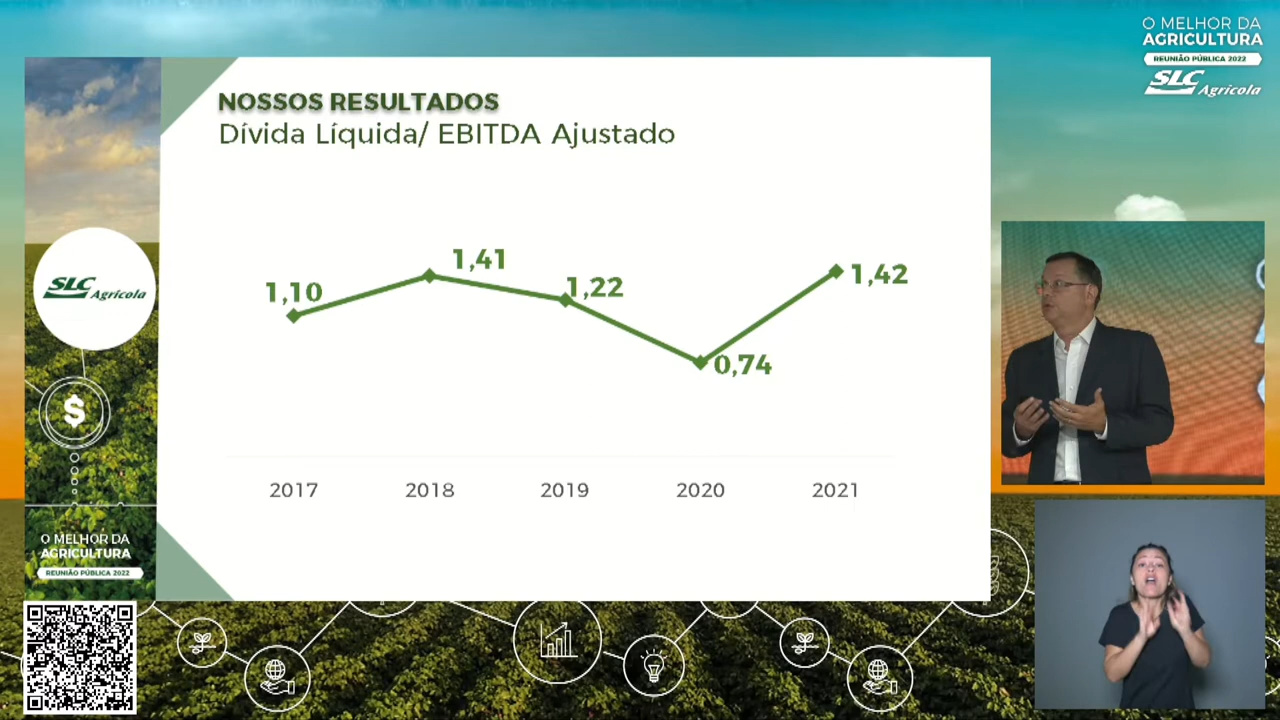 O MELHOR DA
AGRICULTURA
REUNIÃO PÚBLICA 2022
SLC
Agrícola
NOSSOS RESULTADOS
Dívida Líquida/ EBITDA Ajustado
1,10
1,41
1,22
0,74
1,42
2017
2018
2019
2020
2021
SLC
Agrícola
$
O MELHOR DA
AGRICULTURA
REUNIÃO PÚBLICA 2022